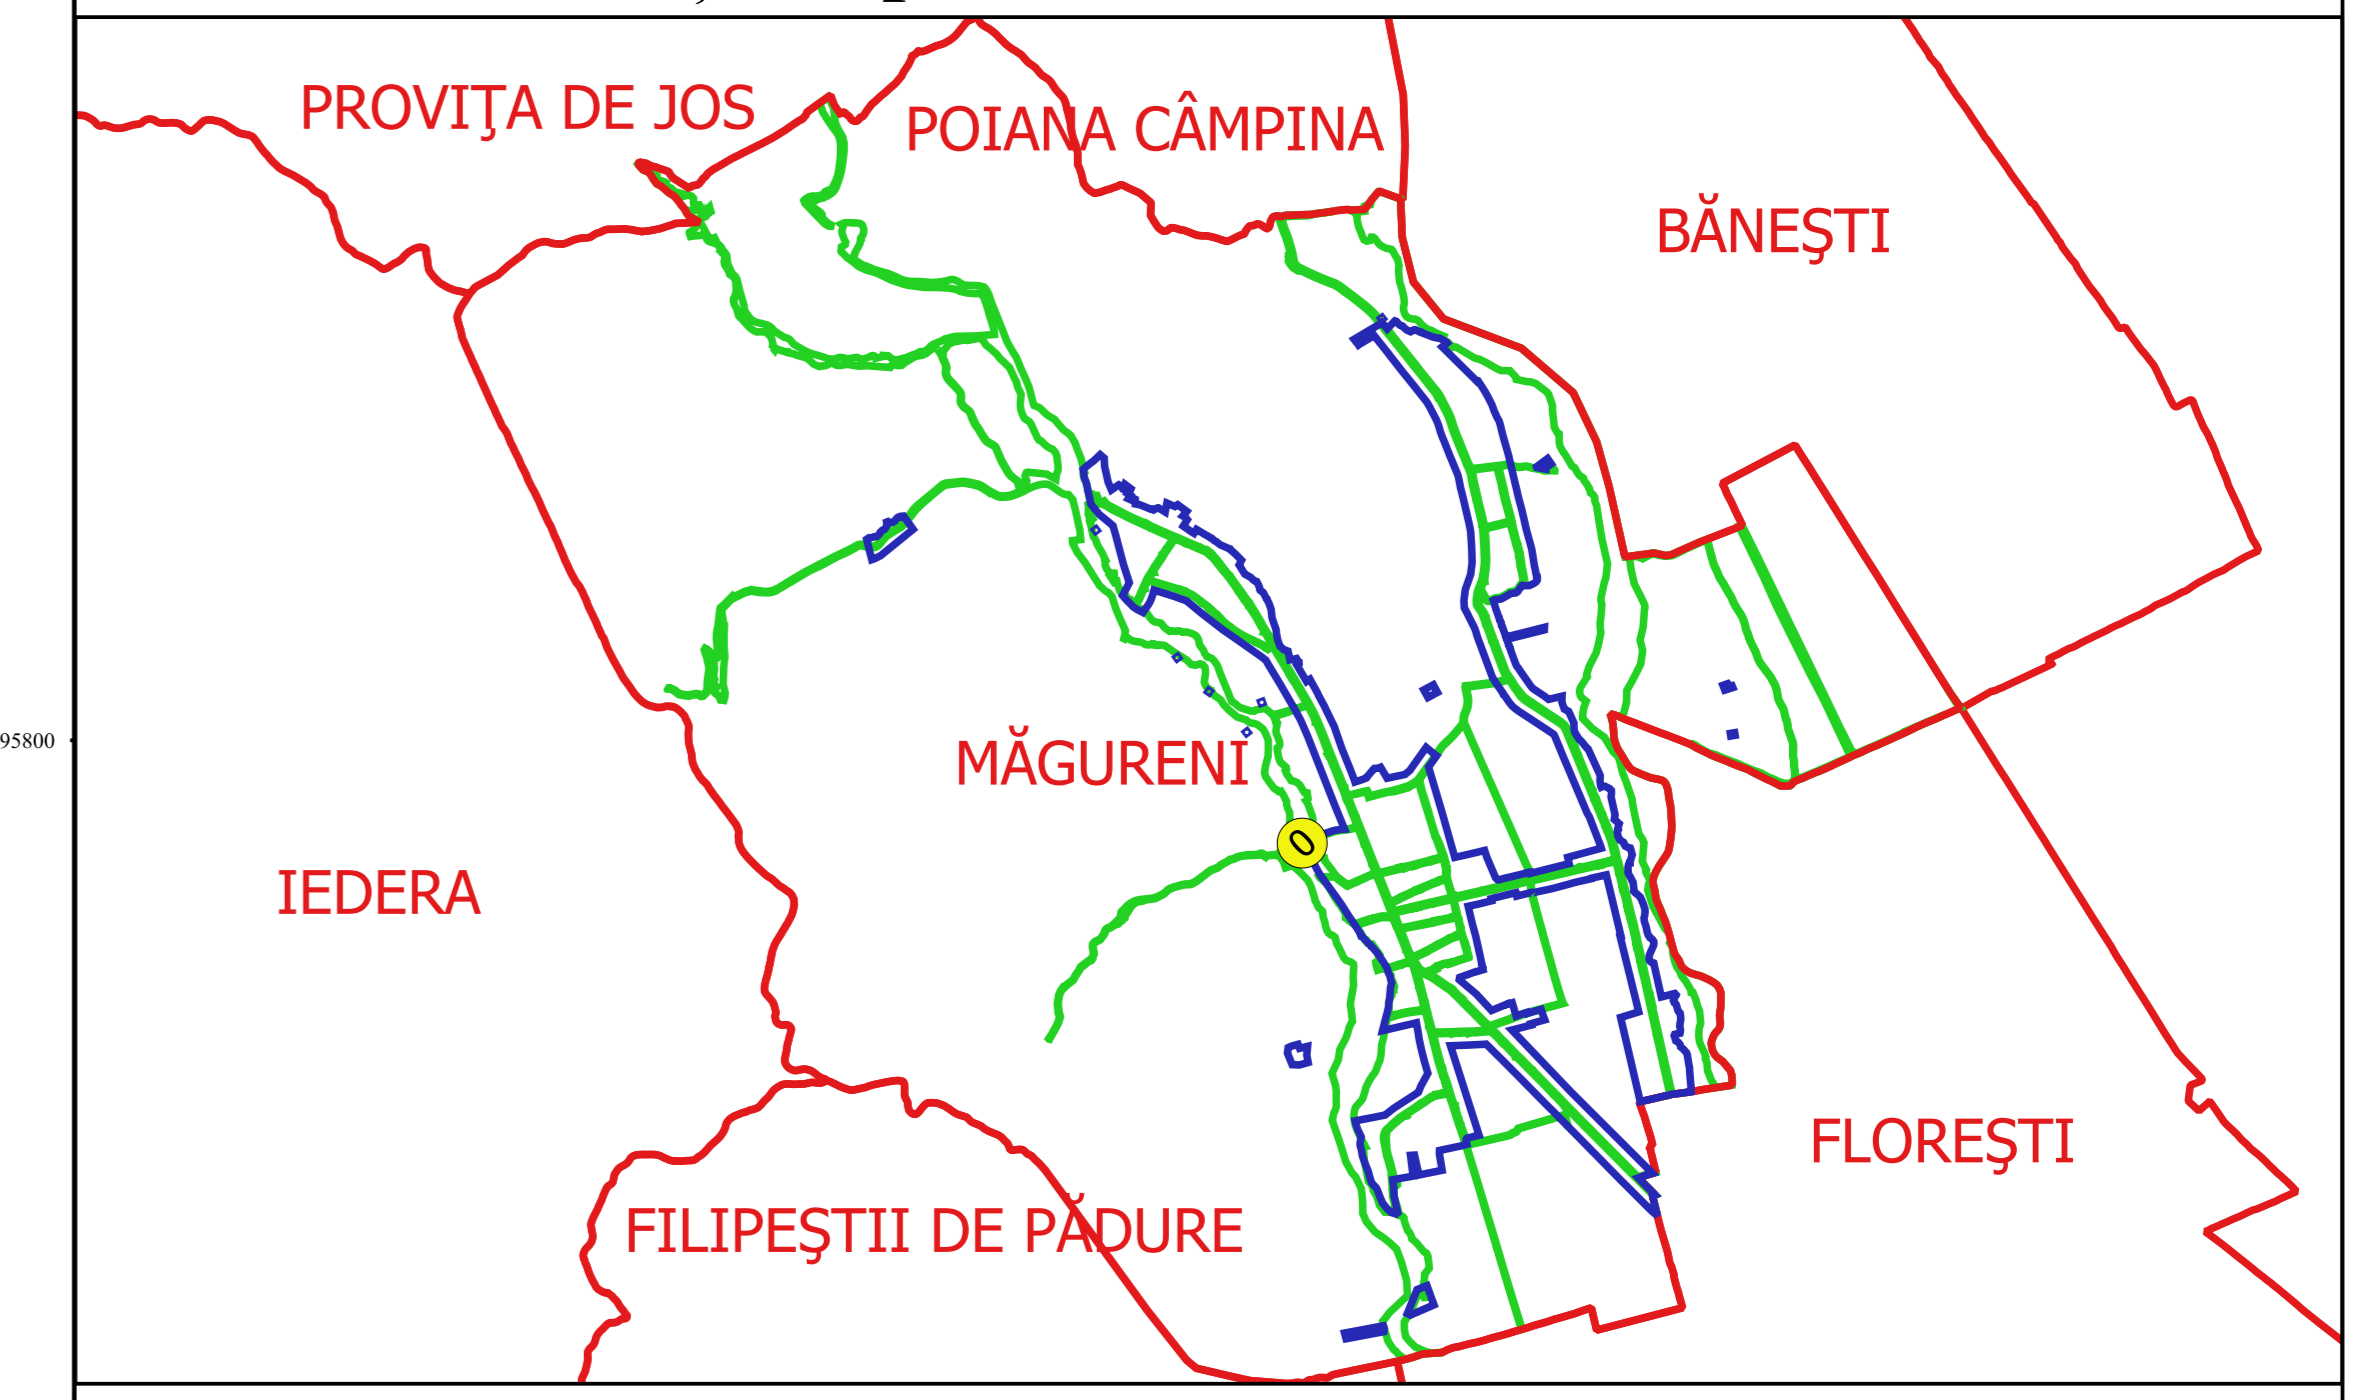 PROVIŢA DE JOS
POIANA CÂMPINA
BĂNEŞTI
95800
MĂGURENI
0
IEDERA
FLOREŞTI
FILIPEŞTII DE PĂDURE